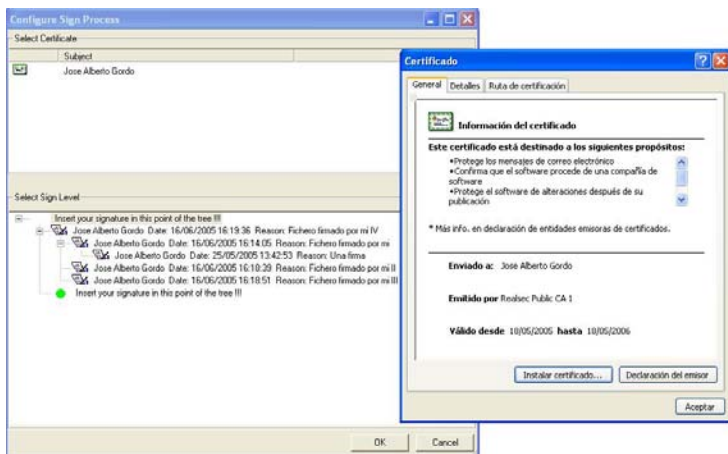 Configure Sign Process
Select Certificate
Subject
Jose Alberto Gordo
Select Sign Level
Insert your signature in this point of the tree !!!
Jose Alberto Gordo Date: 16/06/2005 16:19:36 Reason: Fichero firmado por mi IV
Jose Alberto Gordo Date: 16/06/2005 16:14:05 Reason: Fichero firmado por mi
Jose Alberto Gordo Date: 25/05/2005 13:42:53 Reason: Una firma
Jose Alberto Gordo Date: 16/06/2005 16:18:39 Reason: Fichero firmado por mi II
Jose Alberto Gordo Date: 16/06/2005 16:18:51 Reason: Fichero firmado por mi III
Insert your signature in this point of the tree !!!
OK
Cancel
Certificado
General
Detalles
Ruta de certificación
Información del certificado
Este certificado está destinado a los siguientes propósitos:
•Protege los mensajes de correo electrónico
•Confirma que el software procede de una compañía de
software
•Protege el software de alteraciones después de su
publicación
* Más info. en declaración de entidades emisoras de certificados.
Enviado a: Jose Alberto Gordo
Emitido por Realsec Public CA 1
Válido desde 18/05/2005 hasta 18/05/2006
Instalar certificado...
Declaración del emisor
Aceptar